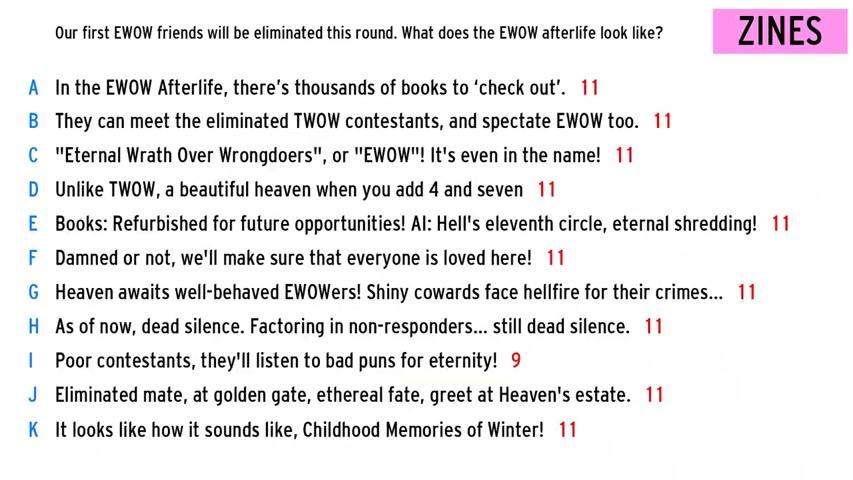 Our first EWOW friends will be eliminated this round. What does the EWOW afterlife look like?
ZINES
A In the EWOW Afterlife, there's thousands of books to 'check out'. 11
B They can meet the eliminated TWOW contestants, and spectate EWOW too. 11
C "Eternal Wrath Over Wrongdoers", or "EWOW"! It's even in the name! 11
D Unlike TWOW, a beautiful heaven when you add 4 and seven 11
E Books: Refurbished for future opportunities! AI: Hell's eleventh circle, eternal shredding! 11
F Damned or not, we'll make sure that everyone is loved here! 11
G Heaven awaits well-behaved EWOWers! Shiny cowards face hellfire for their crimes... 11
H As of now, dead silence. Factoring in non-responders... still dead silence. 11
I Poor contestants, they'll listen to bad puns for eternity! 9
J Eliminated mate, at golden gate, ethereal fate, greet at Heaven's estate. 11
K It looks like how it sounds like, Childhood Memories of Winter! 11